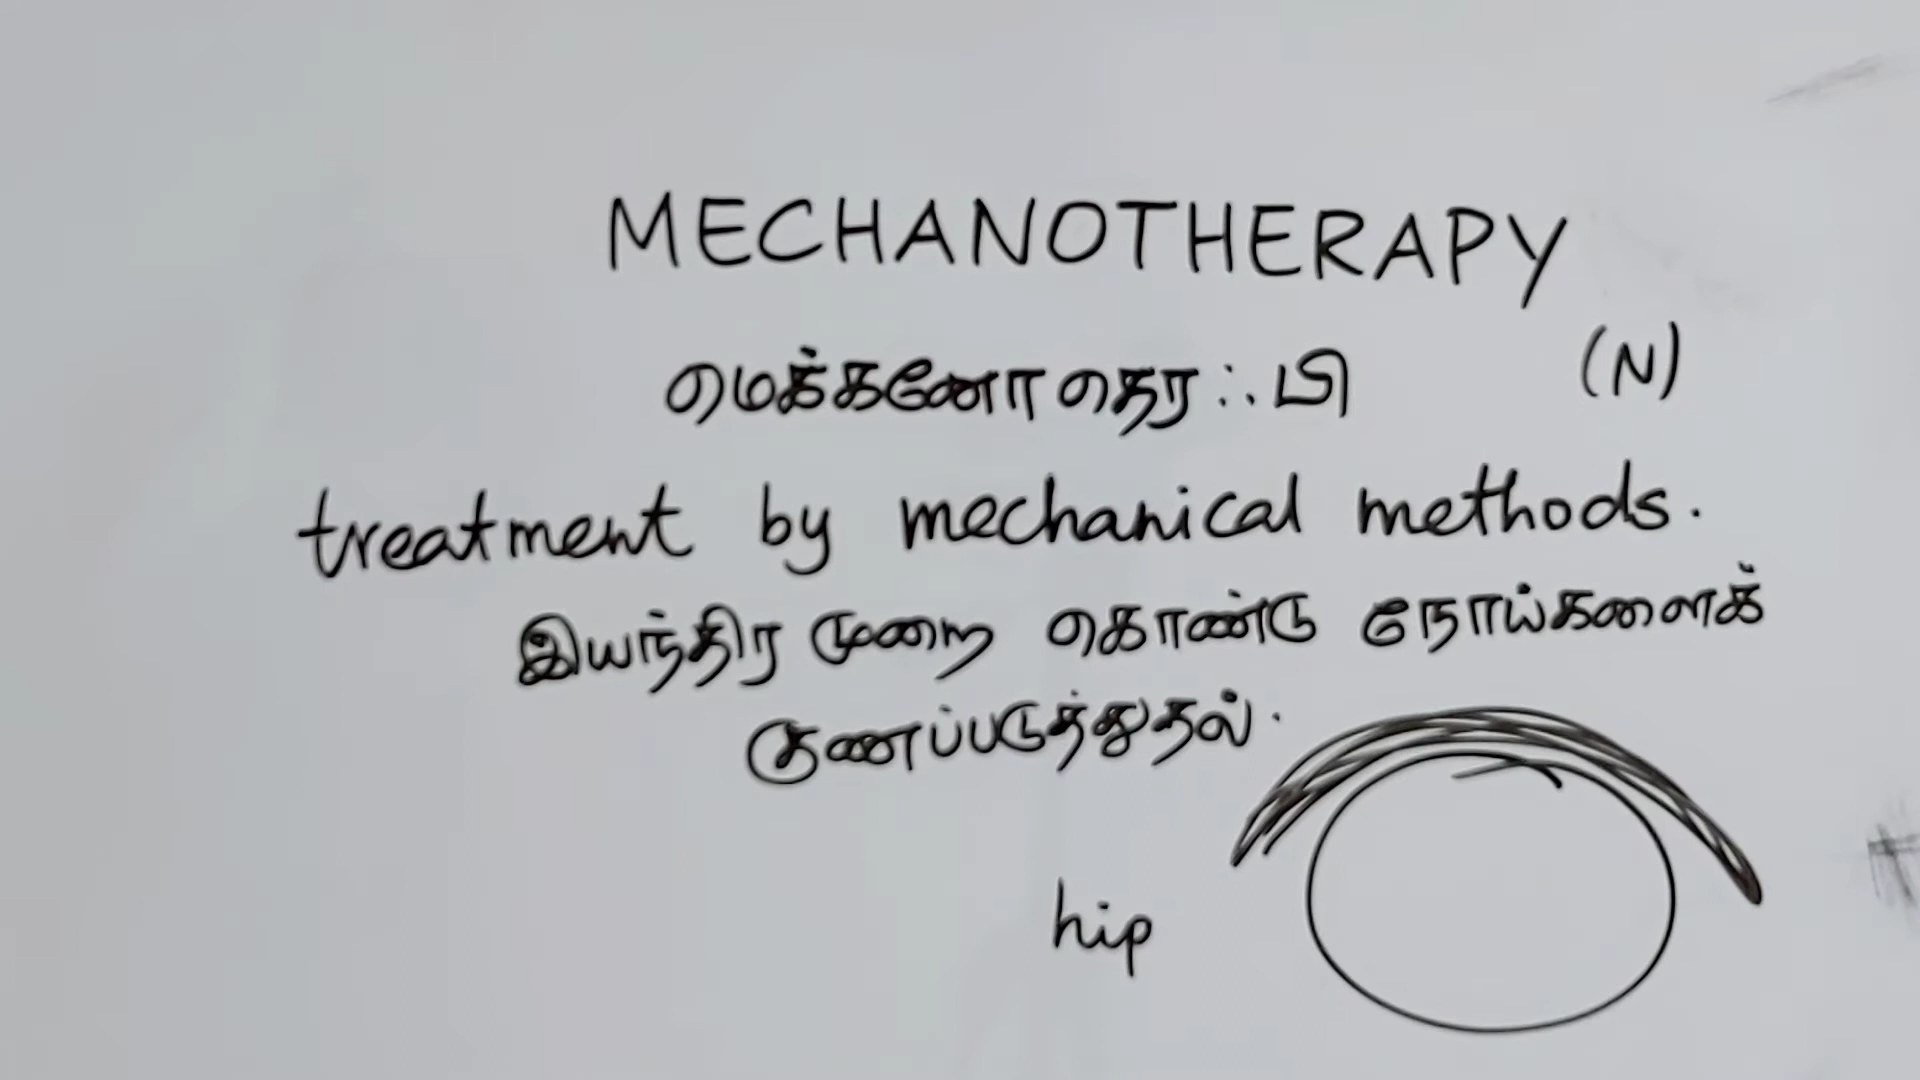 MECHANOTHERAPY
மெக்கனோதெரஃபி (N)
treatment by mechanical methods.
இயந்திர முறை கொண்டு நோய்களைக்
குணப்படுத்துதல்.
hip